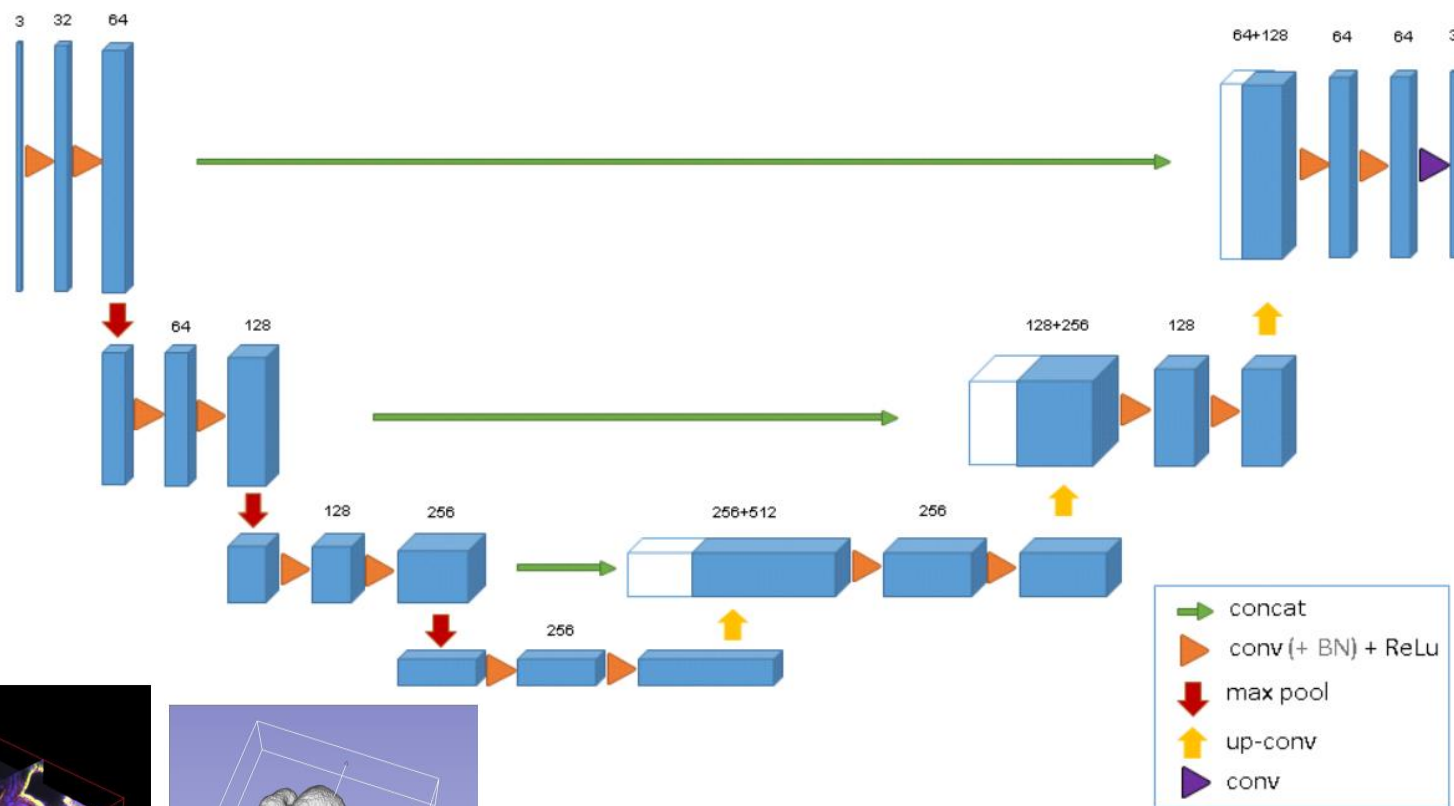 3 32 64
64+128 64 64 3
64 128
128+256 128
128 256
256+512 256
256
concat
conv (+ BN) + ReLu
max pool
up-conv
conv